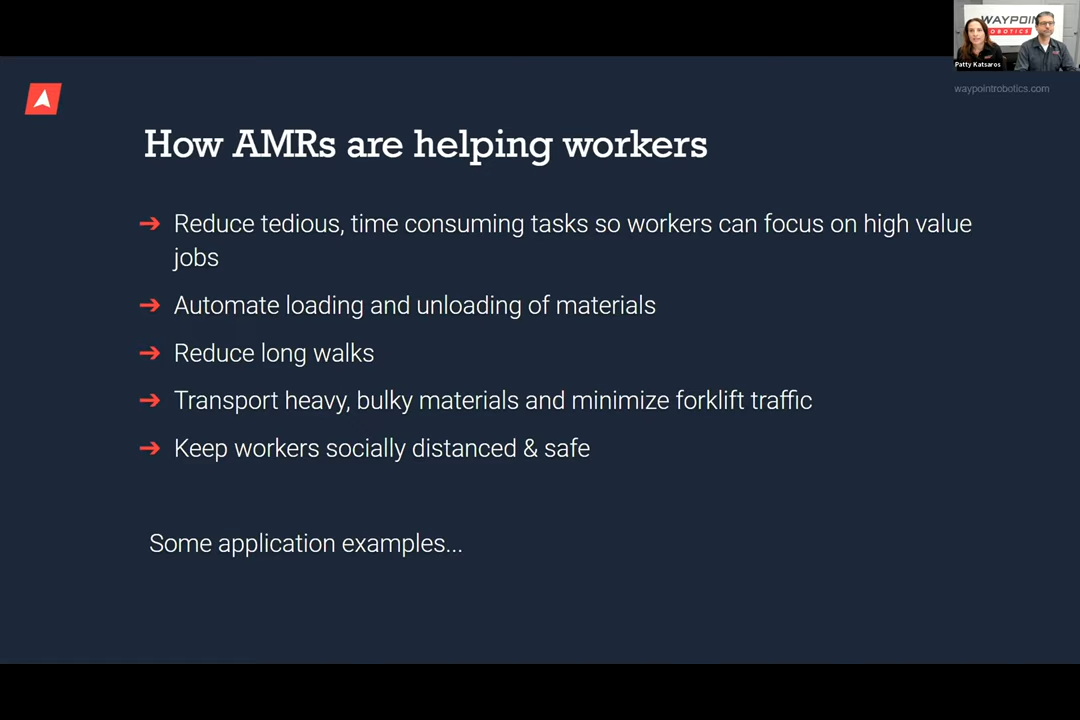 WAYPOIN
ROBOTICS
Patty Katsaros
waypointrobotics.com
How AMRs are helping workers
➔ Reduce tedious, time consuming tasks so workers can focus on high value
jobs
➔ Automate loading and unloading of materials
➔ Reduce long walks
➔ Transport heavy, bulky materials and minimize forklift traffic
➔ Keep workers socially distanced & safe
Some application examples...